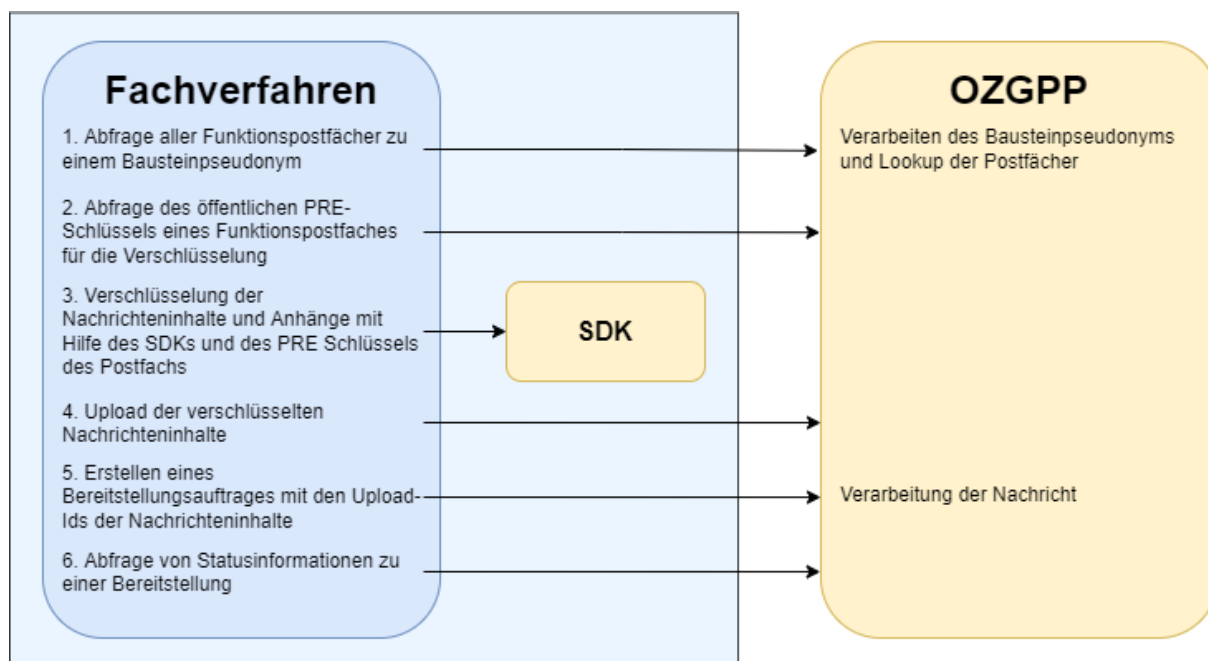 Fachverfahren
1. Abfrage aller Funktionspostfächer zu
einem Bausteinpseudonym
2. Abfrage des öffentlichen PRE-
Schlüssels eines Funktionspostfaches
für die Verschlüsselung
3. Verschlüsselung der
Nachrichteninhalte und Anhänge mit
Hilfe des SDKs und des PRE Schlüssels
des Postfachs
4. Upload der verschlüsselten
Nachrichteninhalte
5. Erstellen eines
Bereitstellungsauftrages mit den Upload-
Ids der Nachrichteninhalte
6. Abfrage von Statusinformationen zu
einer Bereitstellung
SDK
OZGPP
Verarbeiten des Bausteinpseudonyms
und Lookup der Postfächer
Verarbeitung der Nachricht